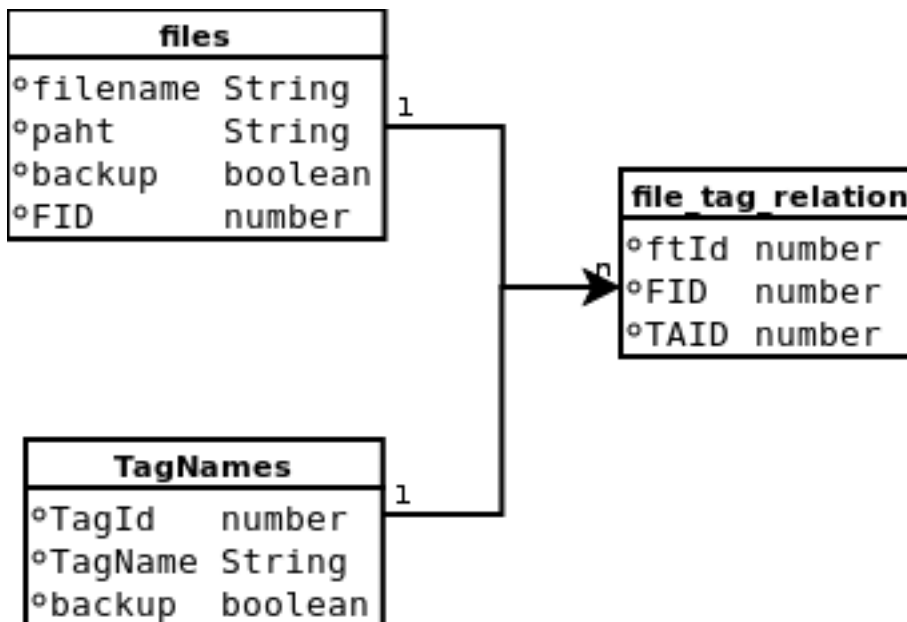 files
filename String
paht String
backup boolean
FID number
1
file_tag_relation
n
ftId number
FID number
TAID number
TagNames
1
TagId number
TagName String
backup boolean